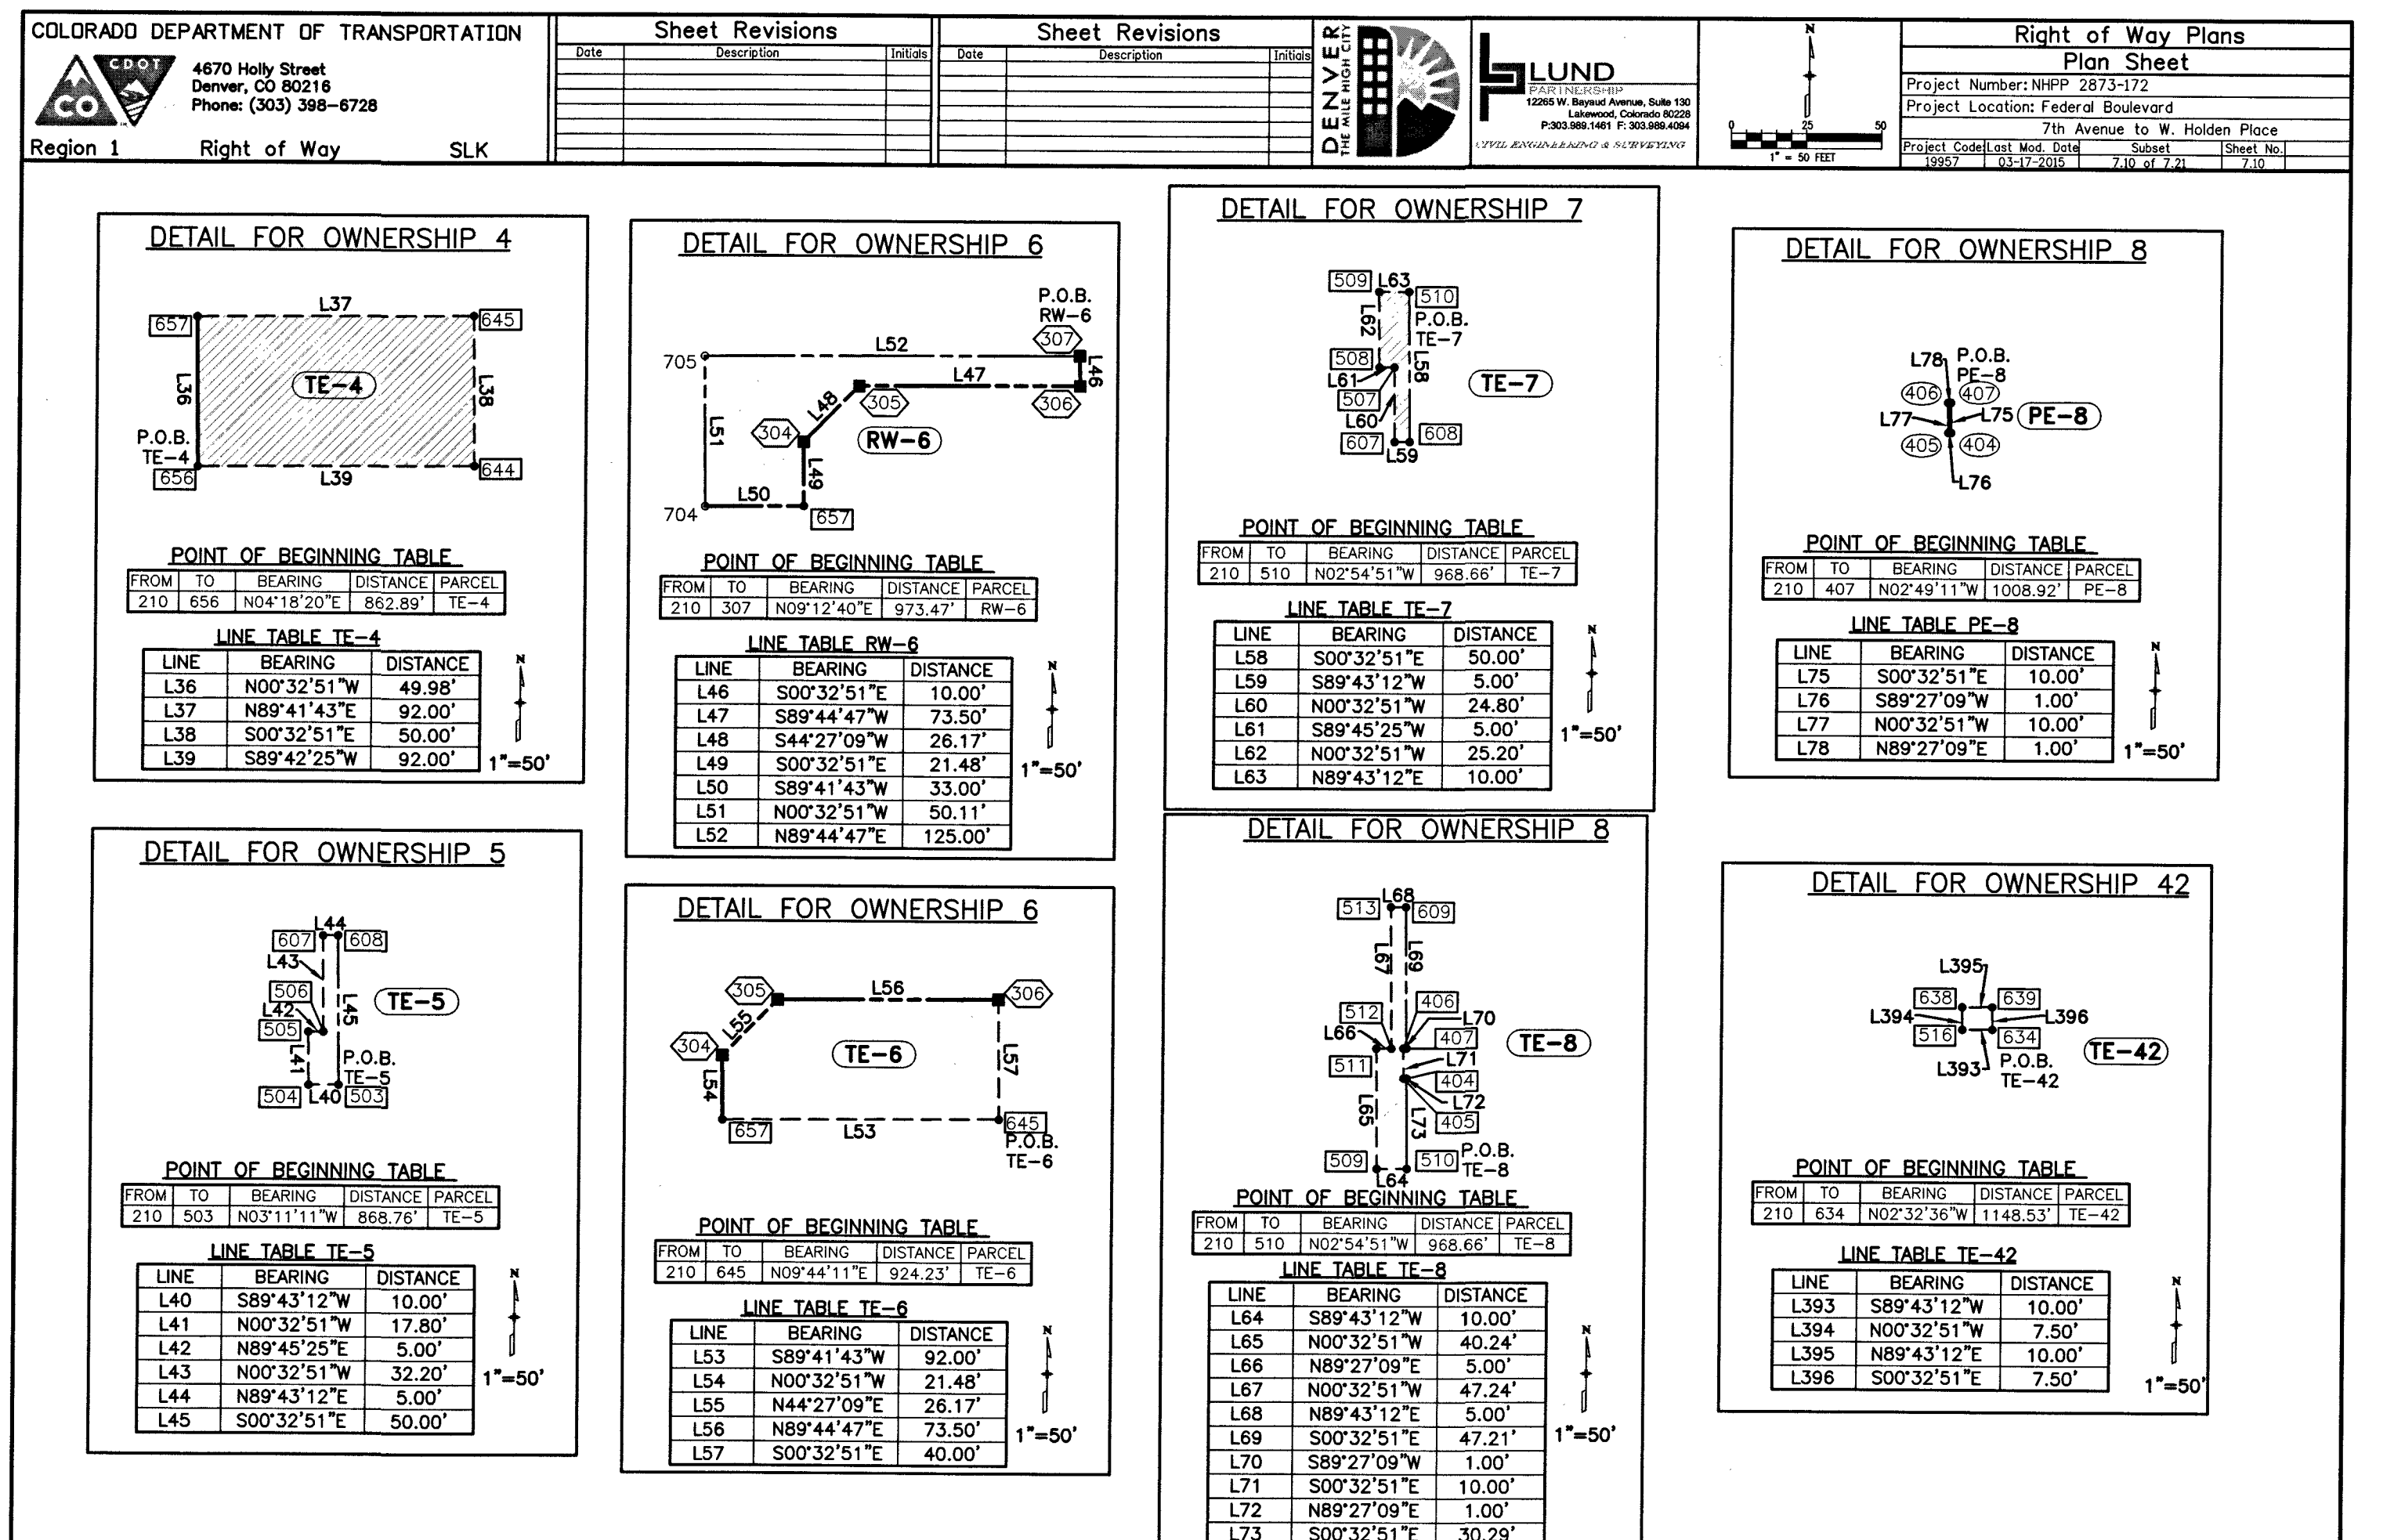 COLORADO DEPARTMENT OF TRANSPORTATION
CDOT
CO
4670 Holly Street
Denver, CO 80216
Phone: (303) 398-6728
Region 1 Right of Way SLK
Sheet Revisions
Date Description Initials
Sheet Revisions
Date Description Initials
DENVER
THE MILE HIGH CITY
LUND
PARTNERSHIP
12265 W. Bayaud Avenue, Suite 130
Lakewood, Colorado 80228
P:303.989.1461 F: 303.989.4094
CIVIL ENGINEERING & SURVEYING
N
0 25 50
1" = 50 FEET
Right of Way Plans
Plan Sheet
Project Number: NHPP 2873-172
Project Location: Federal Boulevard
7th Avenue to W. Holden Place
Project Code Last Mod. Date Subset Sheet No.
19957 03-17-2015 7.10 of 7.21 7.10
DETAIL FOR OWNERSHIP 4
L37
657 645
L36 TE-4 L38
P.O.B.
TE-4
656 L39 644
POINT OF BEGINNING TABLE
FROM TO BEARING DISTANCE PARCEL
210 656 N04°18'20"E 862.89' TE-4
LINE TABLE TE-4
LINE BEARING DISTANCE
L36 N00°32'51"W 49.98'
L37 N89°41'43"E 92.00'
L38 S00°32'51"E 50.00'
L39 S89°42'25"W 92.00'
N
1"=50'
DETAIL FOR OWNERSHIP 5
L44
607 608
L43
506
L42 L45 TE-5
505
L41 P.O.B.
TE-5
504 L40 503
POINT OF BEGINNING TABLE
FROM TO BEARING DISTANCE PARCEL
210 503 N03°11'11"W 868.76' TE-5
LINE TABLE TE-5
LINE BEARING DISTANCE
L40 S89°43'12"W 10.00'
L41 N00°32'51"W 17.80'
L42 N89°45'25"E 5.00'
L43 N00°32'51"W 32.20'
L44 N89°43'12"E 5.00'
L45 S00°32'51"E 50.00'
N
1"=50'
DETAIL FOR OWNERSHIP 6
P.O.B.
RW-6
307
705 L52 L46
L47
L48 305 306
L51 304 RW-6
L49
L50
704 657
POINT OF BEGINNING TABLE
FROM TO BEARING DISTANCE PARCEL
210 307 N09°12'40"E 973.47' RW-6
LINE TABLE RW-6
LINE BEARING DISTANCE
L46 S00°32'51"E 10.00'
L47 S89°44'47"W 73.50'
L48 S44°27'09"W 26.17'
L49 S00°32'51"E 21.48'
L50 S89°41'43"W 33.00'
L51 N00°32'51"W 50.11'
L52 N89°44'47"E 125.00'
N
1"=50'
DETAIL FOR OWNERSHIP 6
305 L56 306
L55
304 TE-6 L57
L54
657 L53 645
P.O.B.
TE-6
POINT OF BEGINNING TABLE
FROM TO BEARING DISTANCE PARCEL
210 645 N09°44'11"E 924.23' TE-6
LINE TABLE TE-6
LINE BEARING DISTANCE
L53 S89°41'43"W 92.00'
L54 N00°32'51"W 21.48'
L55 N44°27'09"E 26.17'
L56 N89°44'47"E 73.50'
L57 S00°32'51"E 40.00'
N
1"=50'
DETAIL FOR OWNERSHIP 7
509 L63 510
P.O.B.
TE-7
L62
508 L58
L61 TE-7
507
L60
607 608
L59
POINT OF BEGINNING TABLE
FROM TO BEARING DISTANCE PARCEL
210 510 N02°54'51"W 968.66' TE-7
LINE TABLE TE-7
LINE BEARING DISTANCE
L58 S00°32'51"E 50.00'
L59 S89°43'12"W 5.00'
L60 N00°32'51"W 24.80'
L61 S89°45'25"W 5.00'
L62 N00°32'51"W 25.20'
L63 N89°43'12"E 10.00'
N
1"=50'
DETAIL FOR OWNERSHIP 8
L68
513 609
L67 L69
512 406
L66 L70
407 TE-8
511 L71
404
L72
L65 L73 405
509 510 P.O.B.
TE-8
L64
POINT OF BEGINNING TABLE
FROM TO BEARING DISTANCE PARCEL
210 510 N02°54'51"W 968.66' TE-8
LINE TABLE TE-8
LINE BEARING DISTANCE
L64 S89°43'12"W 10.00'
L65 N00°32'51"W 40.24'
L66 N89°27'09"E 5.00'
L67 N00°32'51"W 47.24'
L68 N89°43'12"E 5.00'
L69 S00°32'51"E 47.21'
L70 S89°27'09"W 1.00'
L71 S00°32'51"E 10.00'
L72 N89°27'09"E 1.00'
L73 S00°32'51"E 30.29'
N
1"=50'
DETAIL FOR OWNERSHIP 8
L78 P.O.B.
PE-8
406 407
L77 L75 PE-8
405 404
L76
POINT OF BEGINNING TABLE
FROM TO BEARING DISTANCE PARCEL
210 407 N02°49'11"W 1008.92' PE-8
LINE TABLE PE-8
LINE BEARING DISTANCE
L75 S00°32'51"E 10.00'
L76 S89°27'09"W 1.00'
L77 N00°32'51"W 10.00'
L78 N89°27'09"E 1.00'
N
1"=50'
DETAIL FOR OWNERSHIP 42
L395
638 639
L394 L396
516 634
L393 P.O.B.
TE-42
TE-42
POINT OF BEGINNING TABLE
FROM TO BEARING DISTANCE PARCEL
210 634 N02°32'36"W 1148.53' TE-42
LINE TABLE TE-42
LINE BEARING DISTANCE
L393 S89°43'12"W 10.00'
L394 N00°32'51"W 7.50'
L395 N89°43'12"E 10.00'
L396 S00°32'51"E 7.50'
N
1"=50'